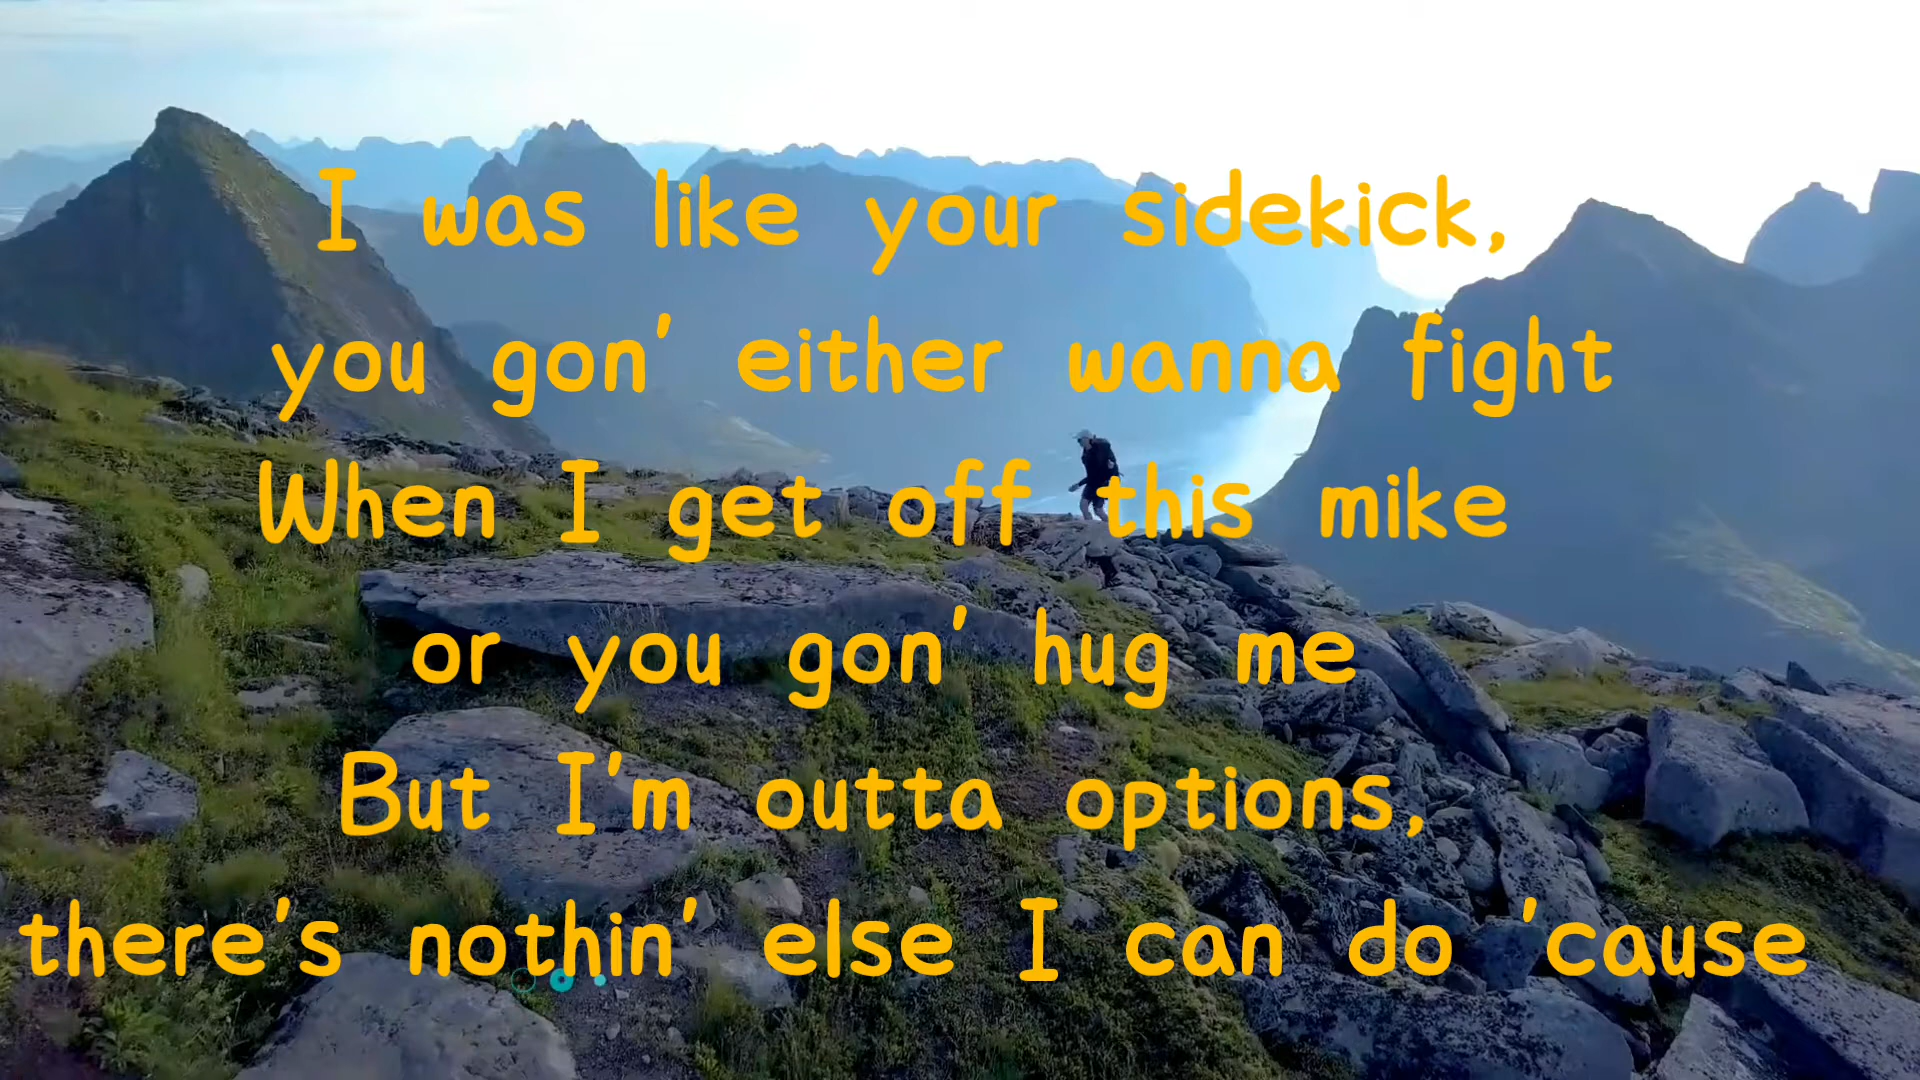 I was like your sidekick,
you gon' either wanna fight
When I get off this mike
or you gon' hug me
But I'm outta options,
there's nothin' else I can do 'cause